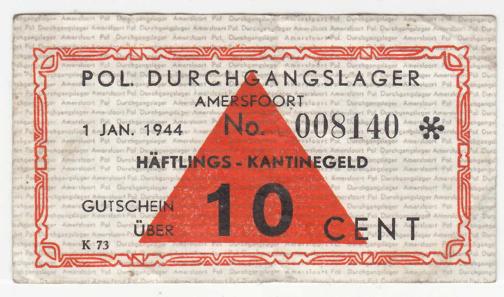 POL. DURCHGANGSLAGER
AMERSFOORT
1 JAN. 1944 No. 008140 *
HÄFTLINGS - KANTINEGELD
GUTSCHEIN
ÜBER 10 CENT
K 73